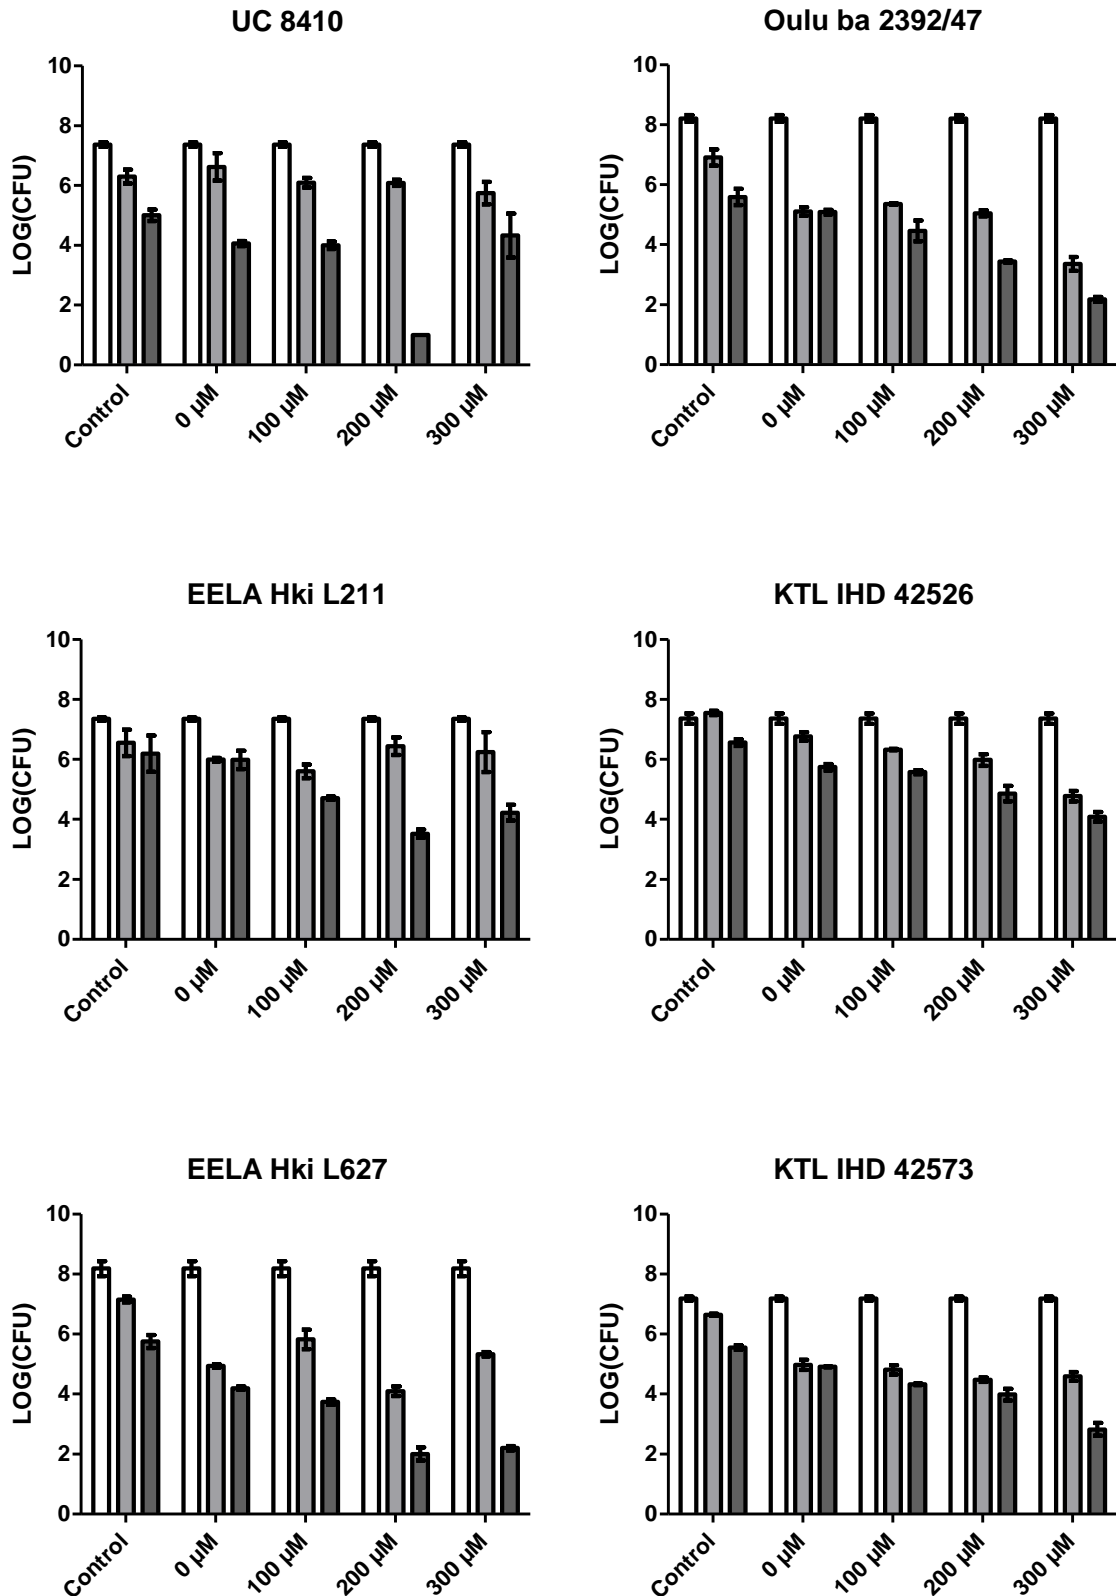 UC 8410
LOG(CFU)
10
8
6
4
2
0
Control
0 µM
100 µM
200 µM
300 µM
Oulu ba 2392/47
LOG(CFU)
10
8
6
4
2
0
Control
0 µM
100 µM
200 µM
300 µM
EELA Hki L211
LOG(CFU)
10
8
6
4
2
0
Control
0 µM
100 µM
200 µM
300 µM
KTL IHD 42526
LOG(CFU)
10
8
6
4
2
0
Control
0 µM
100 µM
200 µM
300 µM
EELA Hki L627
LOG(CFU)
10
8
6
4
2
0
Control
0 µM
100 µM
200 µM
300 µM
KTL IHD 42573
LOG(CFU)
10
8
6
4
2
0
Control
0 µM
100 µM
200 µM
300 µM